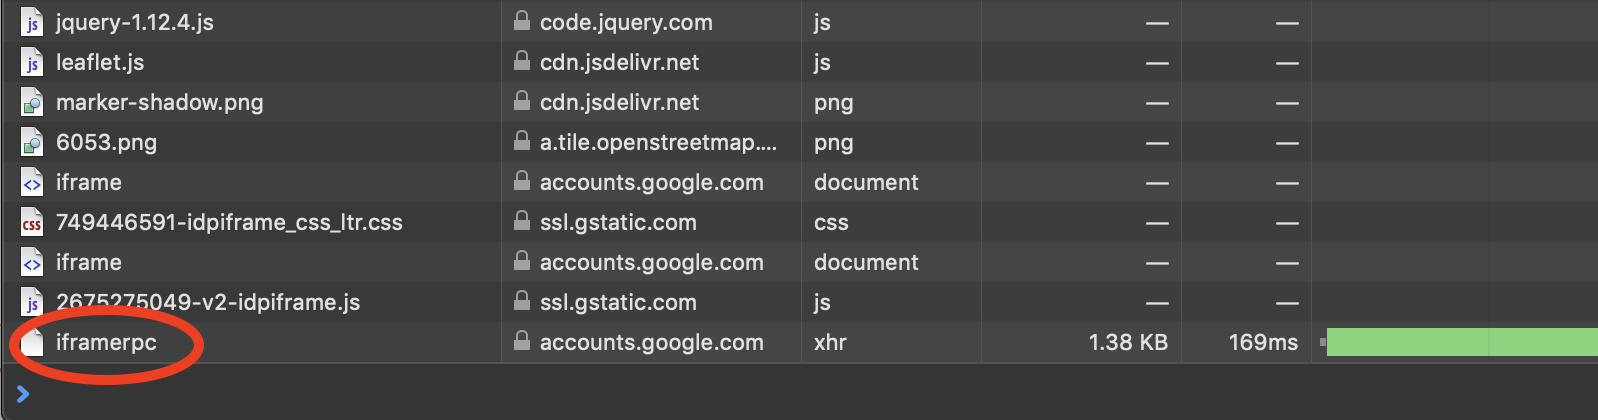 jquery-1.12.4.js code.jquery.com js — —
leaflet.js cdn.jsdelivr.net js — —
marker-shadow.png cdn.jsdelivr.net png — —
6053.png a.tile.openstreetmap.... png — —
iframe accounts.google.com document — —
css 749446591-idpiframe_css_ltr.css ssl.gstatic.com css — —
iframe accounts.google.com document — —
2675275049-v2-idpiframe.js ssl.gstatic.com js — —
iframerpc accounts.google.com xhr 1.38 KB 169ms